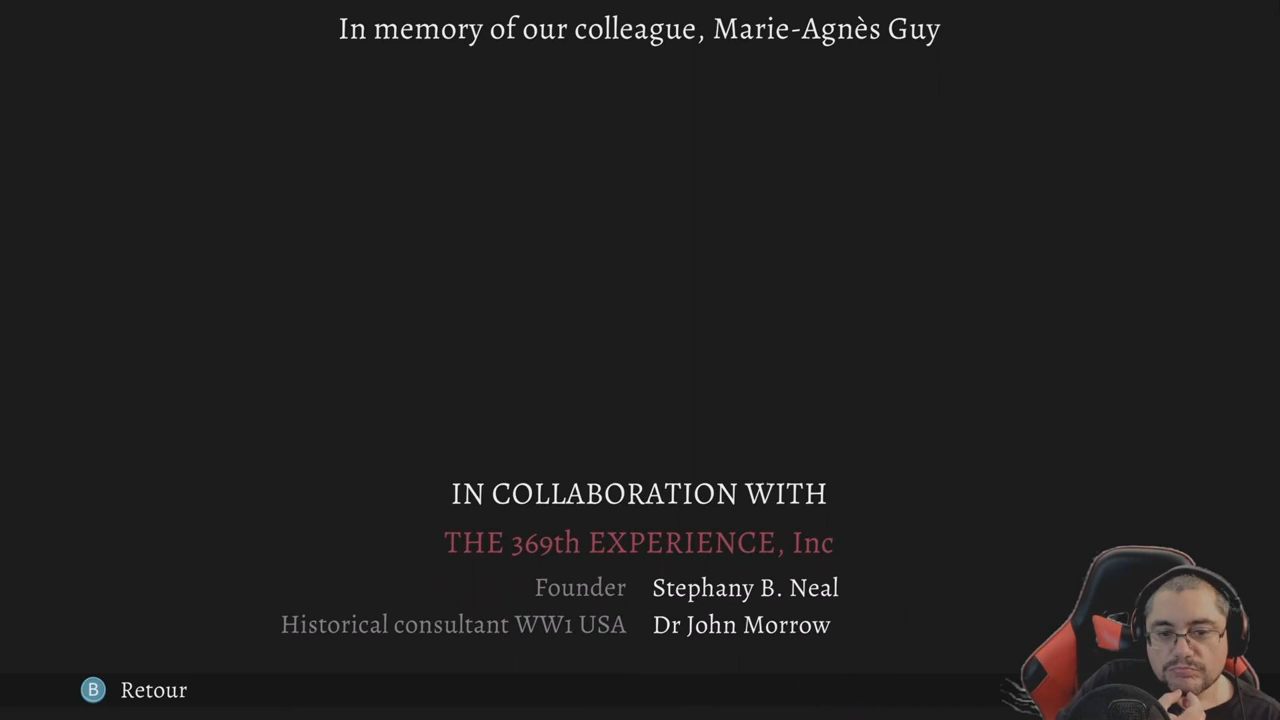 In memory of our colleague, Marie-Agnès Guy
IN COLLABORATION WITH
THE 369th EXPERIENCE, Inc
Founder Stephany B. Neal
Historical consultant WW1 USA Dr John Morrow
B Retour